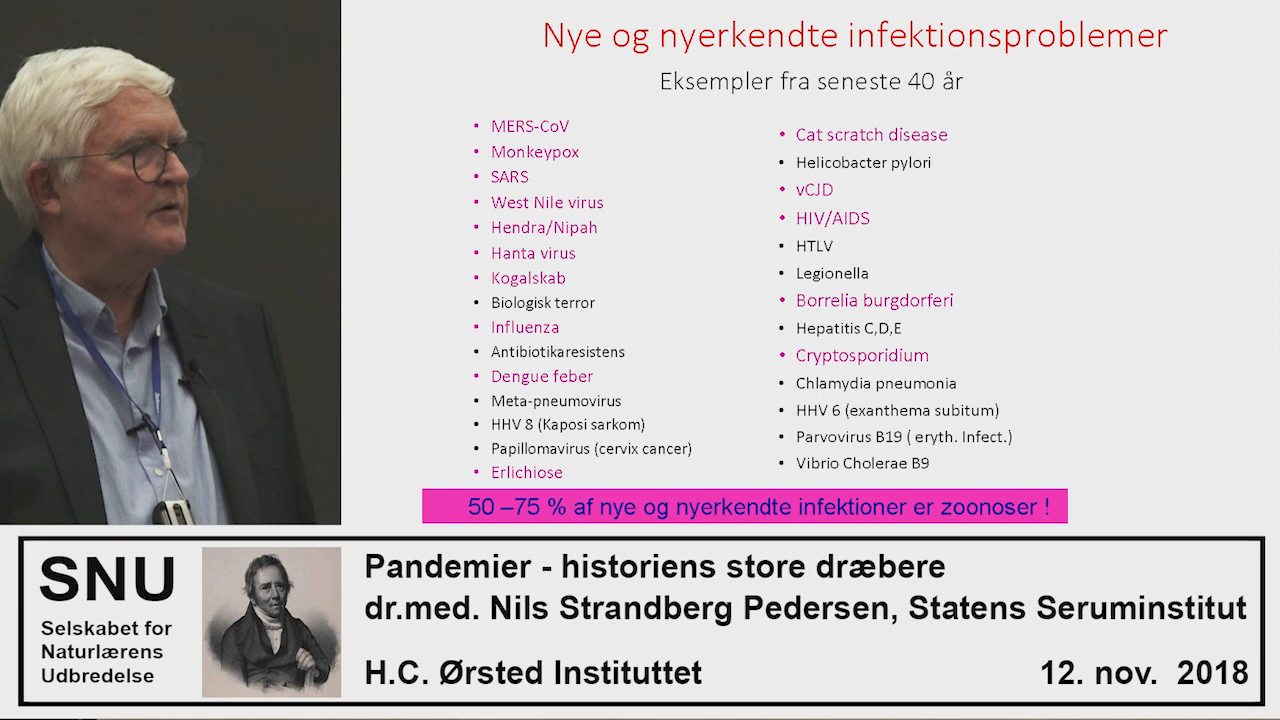 Nye og nyerkendte infektionsproblemer
Eksempler fra seneste 40 år
• MERS-CoV
• Monkeypox
• SARS
• West Nile virus
• Hendra/Nipah
• Hanta virus
• Kogalskab
• Biologisk terror
• Influenza
• Antibiotikaresistens
• Dengue feber
• Meta-pneumovirus
• HHV 8 (Kaposi sarkom)
• Papillomavirus (cervix cancer)
• Erlichiose
• Cat scratch disease
• Helicobacter pylori
• vCJD
• HIV/AIDS
• HTLV
• Legionella
• Borrelia burgdorferi
• Hepatitis C,D,E
• Cryptosporidium
• Chlamydia pneumonia
• HHV 6 (exanthema subitum)
• Parvovirus B19 ( eryth. Infect.)
• Vibrio Cholerae B9
50 –75 % af nye og nyerkendte infektioner er zoonoser !
SNU
Selskabet for
Naturlærens
Udbredelse
Pandemier - historiens store dræbere
dr.med. Nils Strandberg Pedersen, Statens Seruminstitut
H.C. Ørsted Instituttet
12. nov. 2018